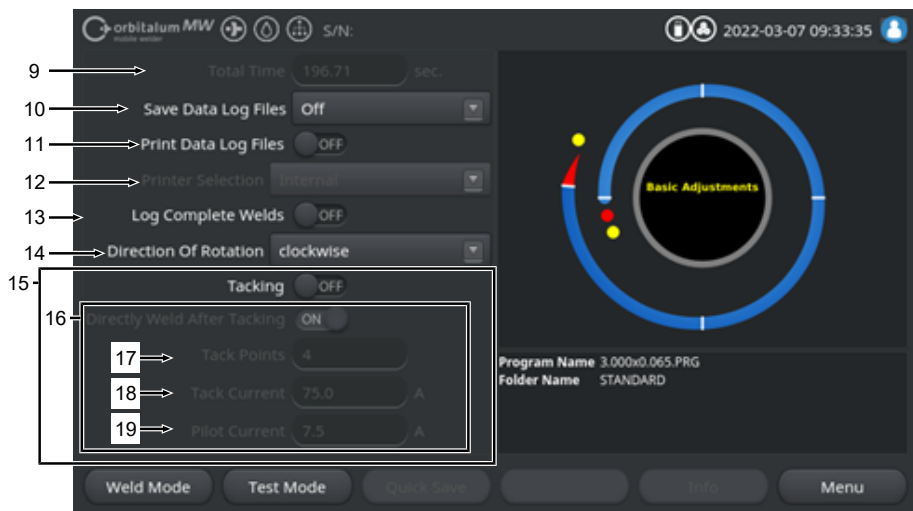 orbitalum MW S/N: 2022-03-07 09:33:35
mobile welder
9 Total Time 196.71 sec.
10 Save Data Log Files Off
11 Print Data Log Files OFF
12 Printer Selection Internal
13 Log Complete Welds OFF
14 Direction Of Rotation clockwise
15 Tacking OFF
16 Directly Weld After Tacking ON
17 Tack Points 4
18 Tack Current 75.0 A
19 Pilot Current 7.5 A
Basic Adjustments
Program Name 3.000x0.065.PRG
Folder Name STANDARD
Weld Mode Test Mode Quick Save Info Menu